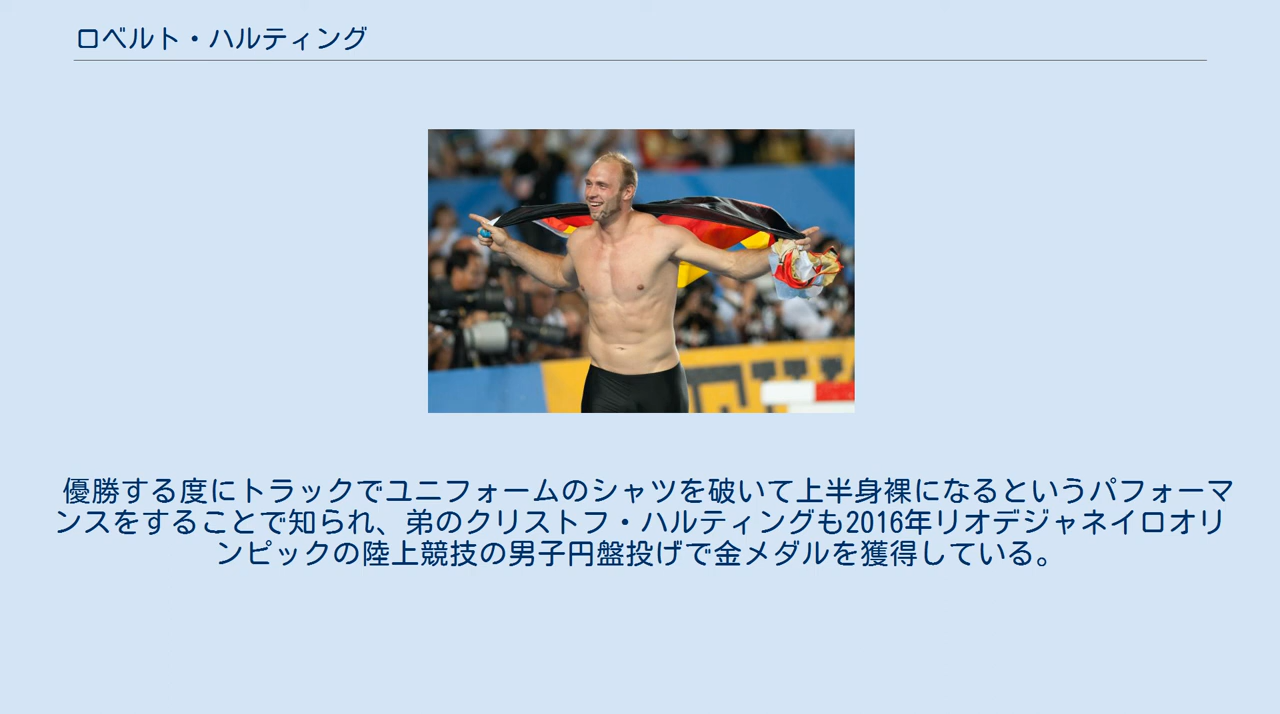 ロベルト・ハルティング
優勝する度にトラックでユニフォームのシャツを破いて上半身裸になるというパフォーマ
ンスをすることで知られ、弟のクリストフ・ハルティングも2016年リオデジャネイロオリ
ンピックの陸上競技の男子円盤投げで金メダルを獲得している。